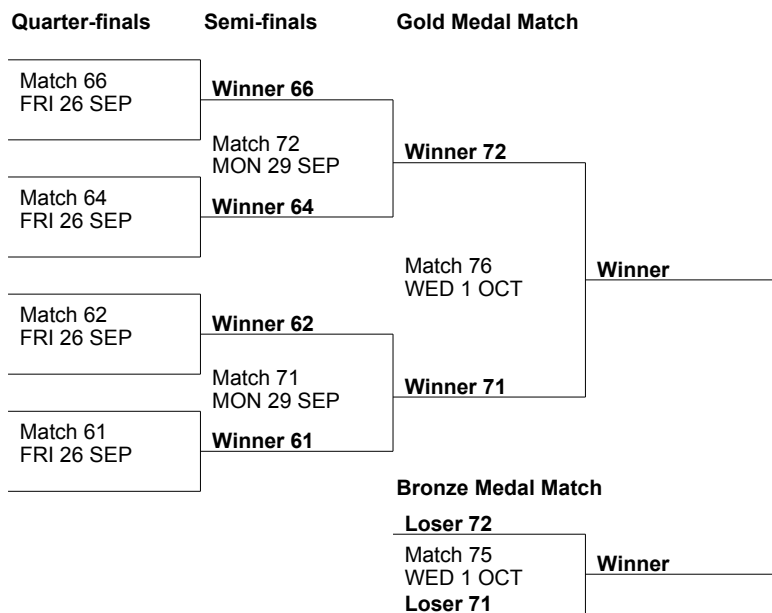 Quarter-finals
Semi-finals
Gold Medal Match
Match 66
FRI 26 SEP
Winner 66
Match 72
MON 29 SEP
Winner 72
Match 64
FRI 26 SEP
Winner 64
Match 76
WED 1 OCT
Winner
Match 62
FRI 26 SEP
Winner 62
Match 71
MON 29 SEP
Winner 71
Match 61
FRI 26 SEP
Winner 61
Bronze Medal Match
Loser 72
Match 75
WED 1 OCT
Winner
Loser 71